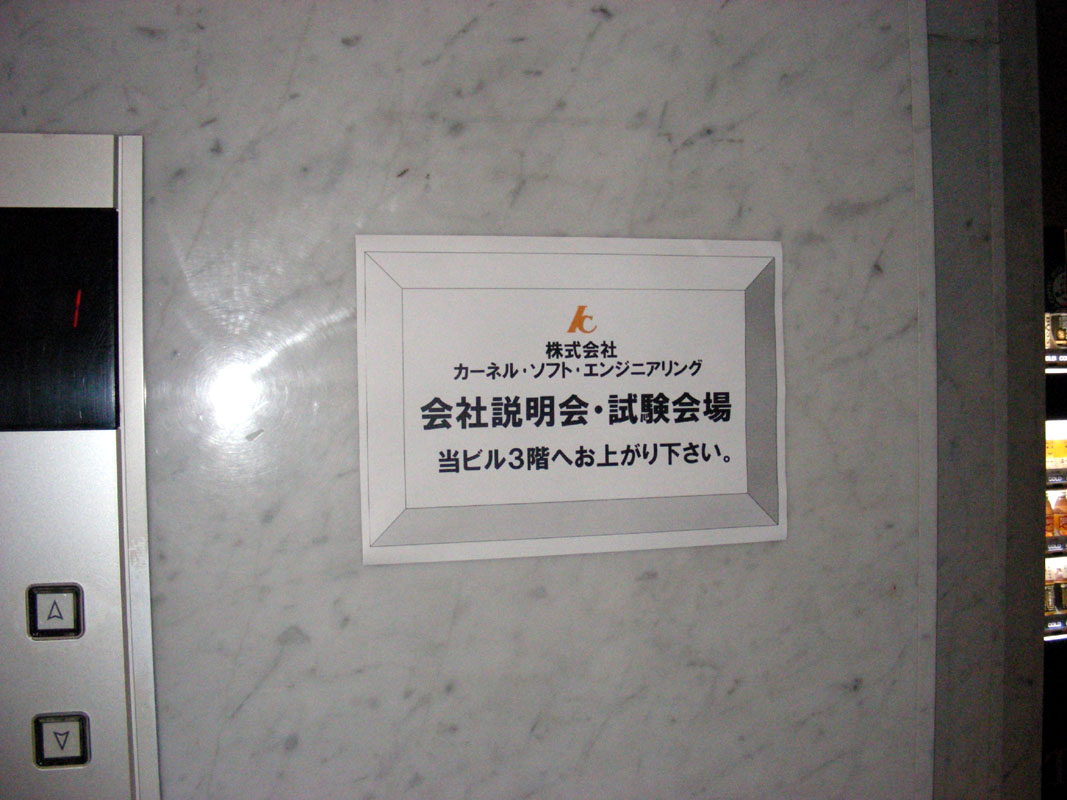 株式会社
カーネル・ソフト・エンジニアリング
会社説明会・試験会場
当ビル3階へお上がり下さい。